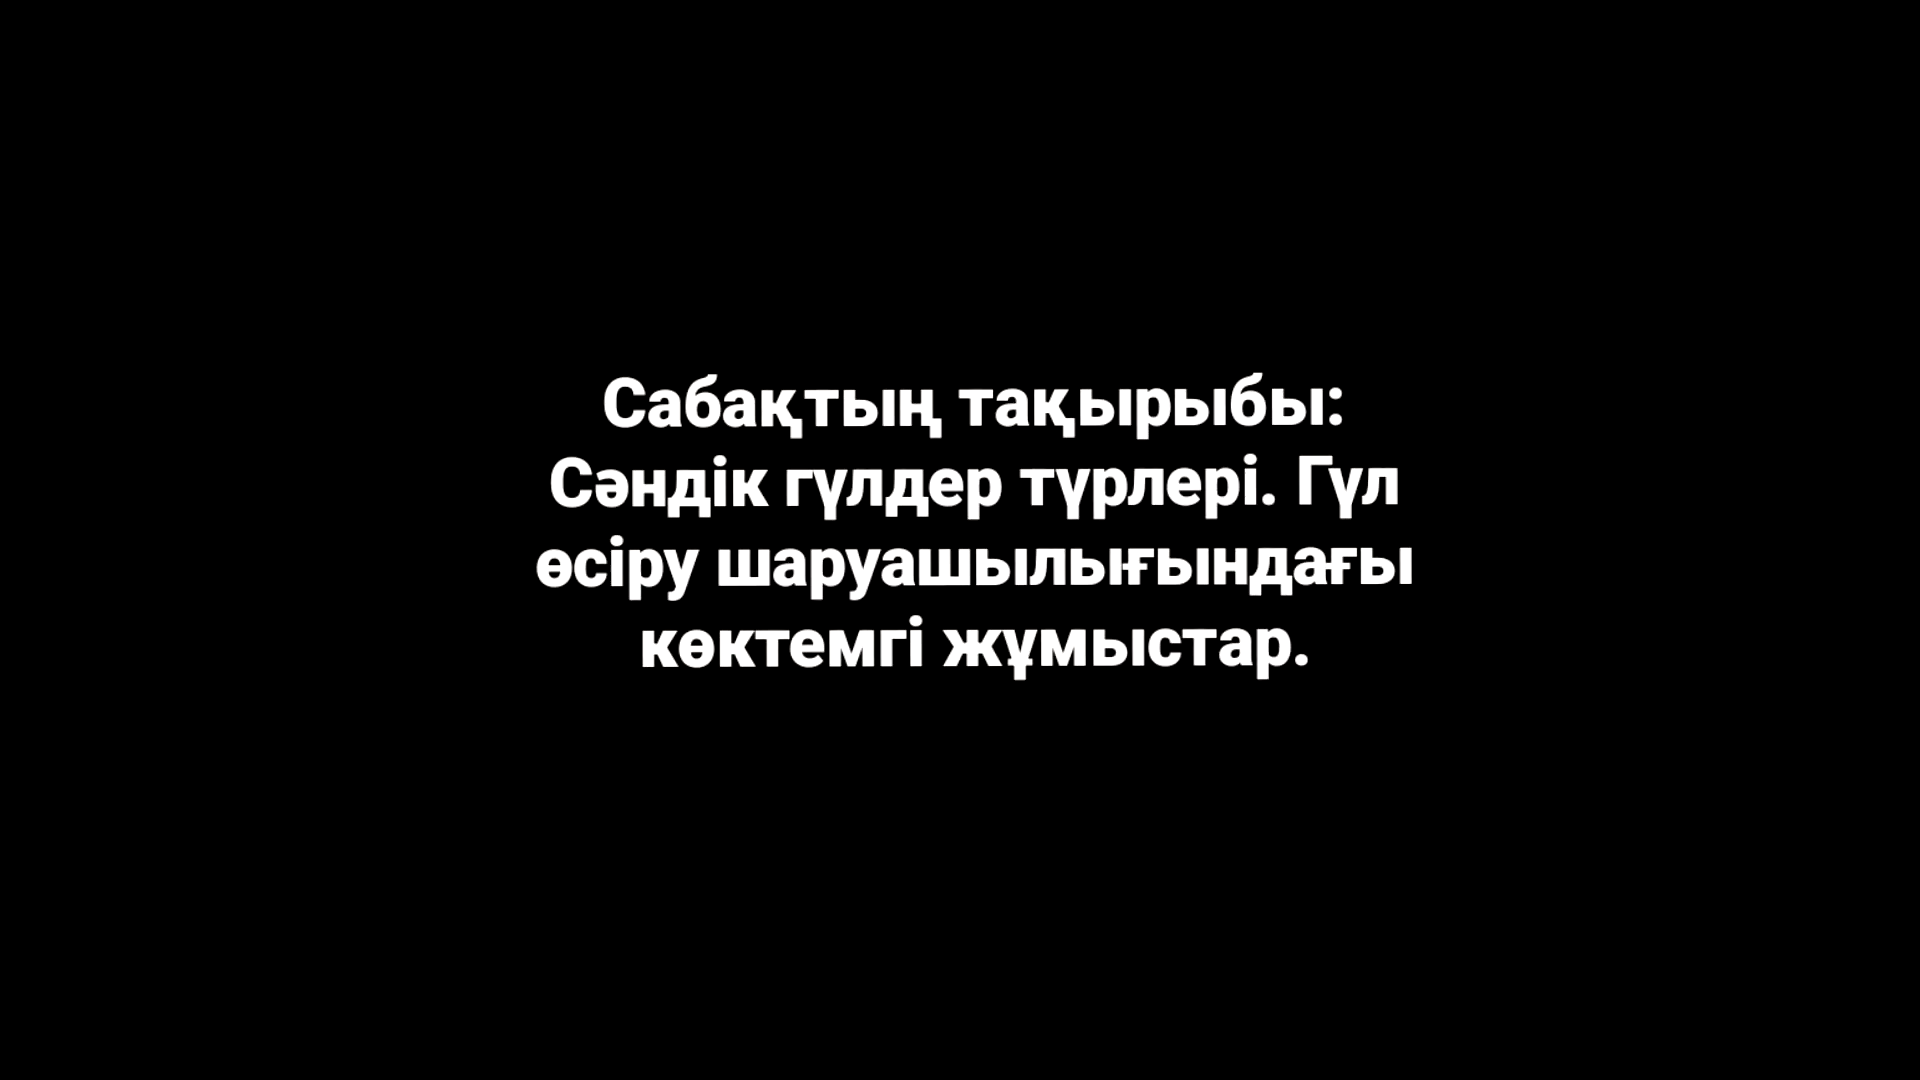 Сабақтың тақырыбы:
Сәндік гүлдер түрлері. Гүл
өсіру шаруашылығындағы
көктемгі жұмыстар.